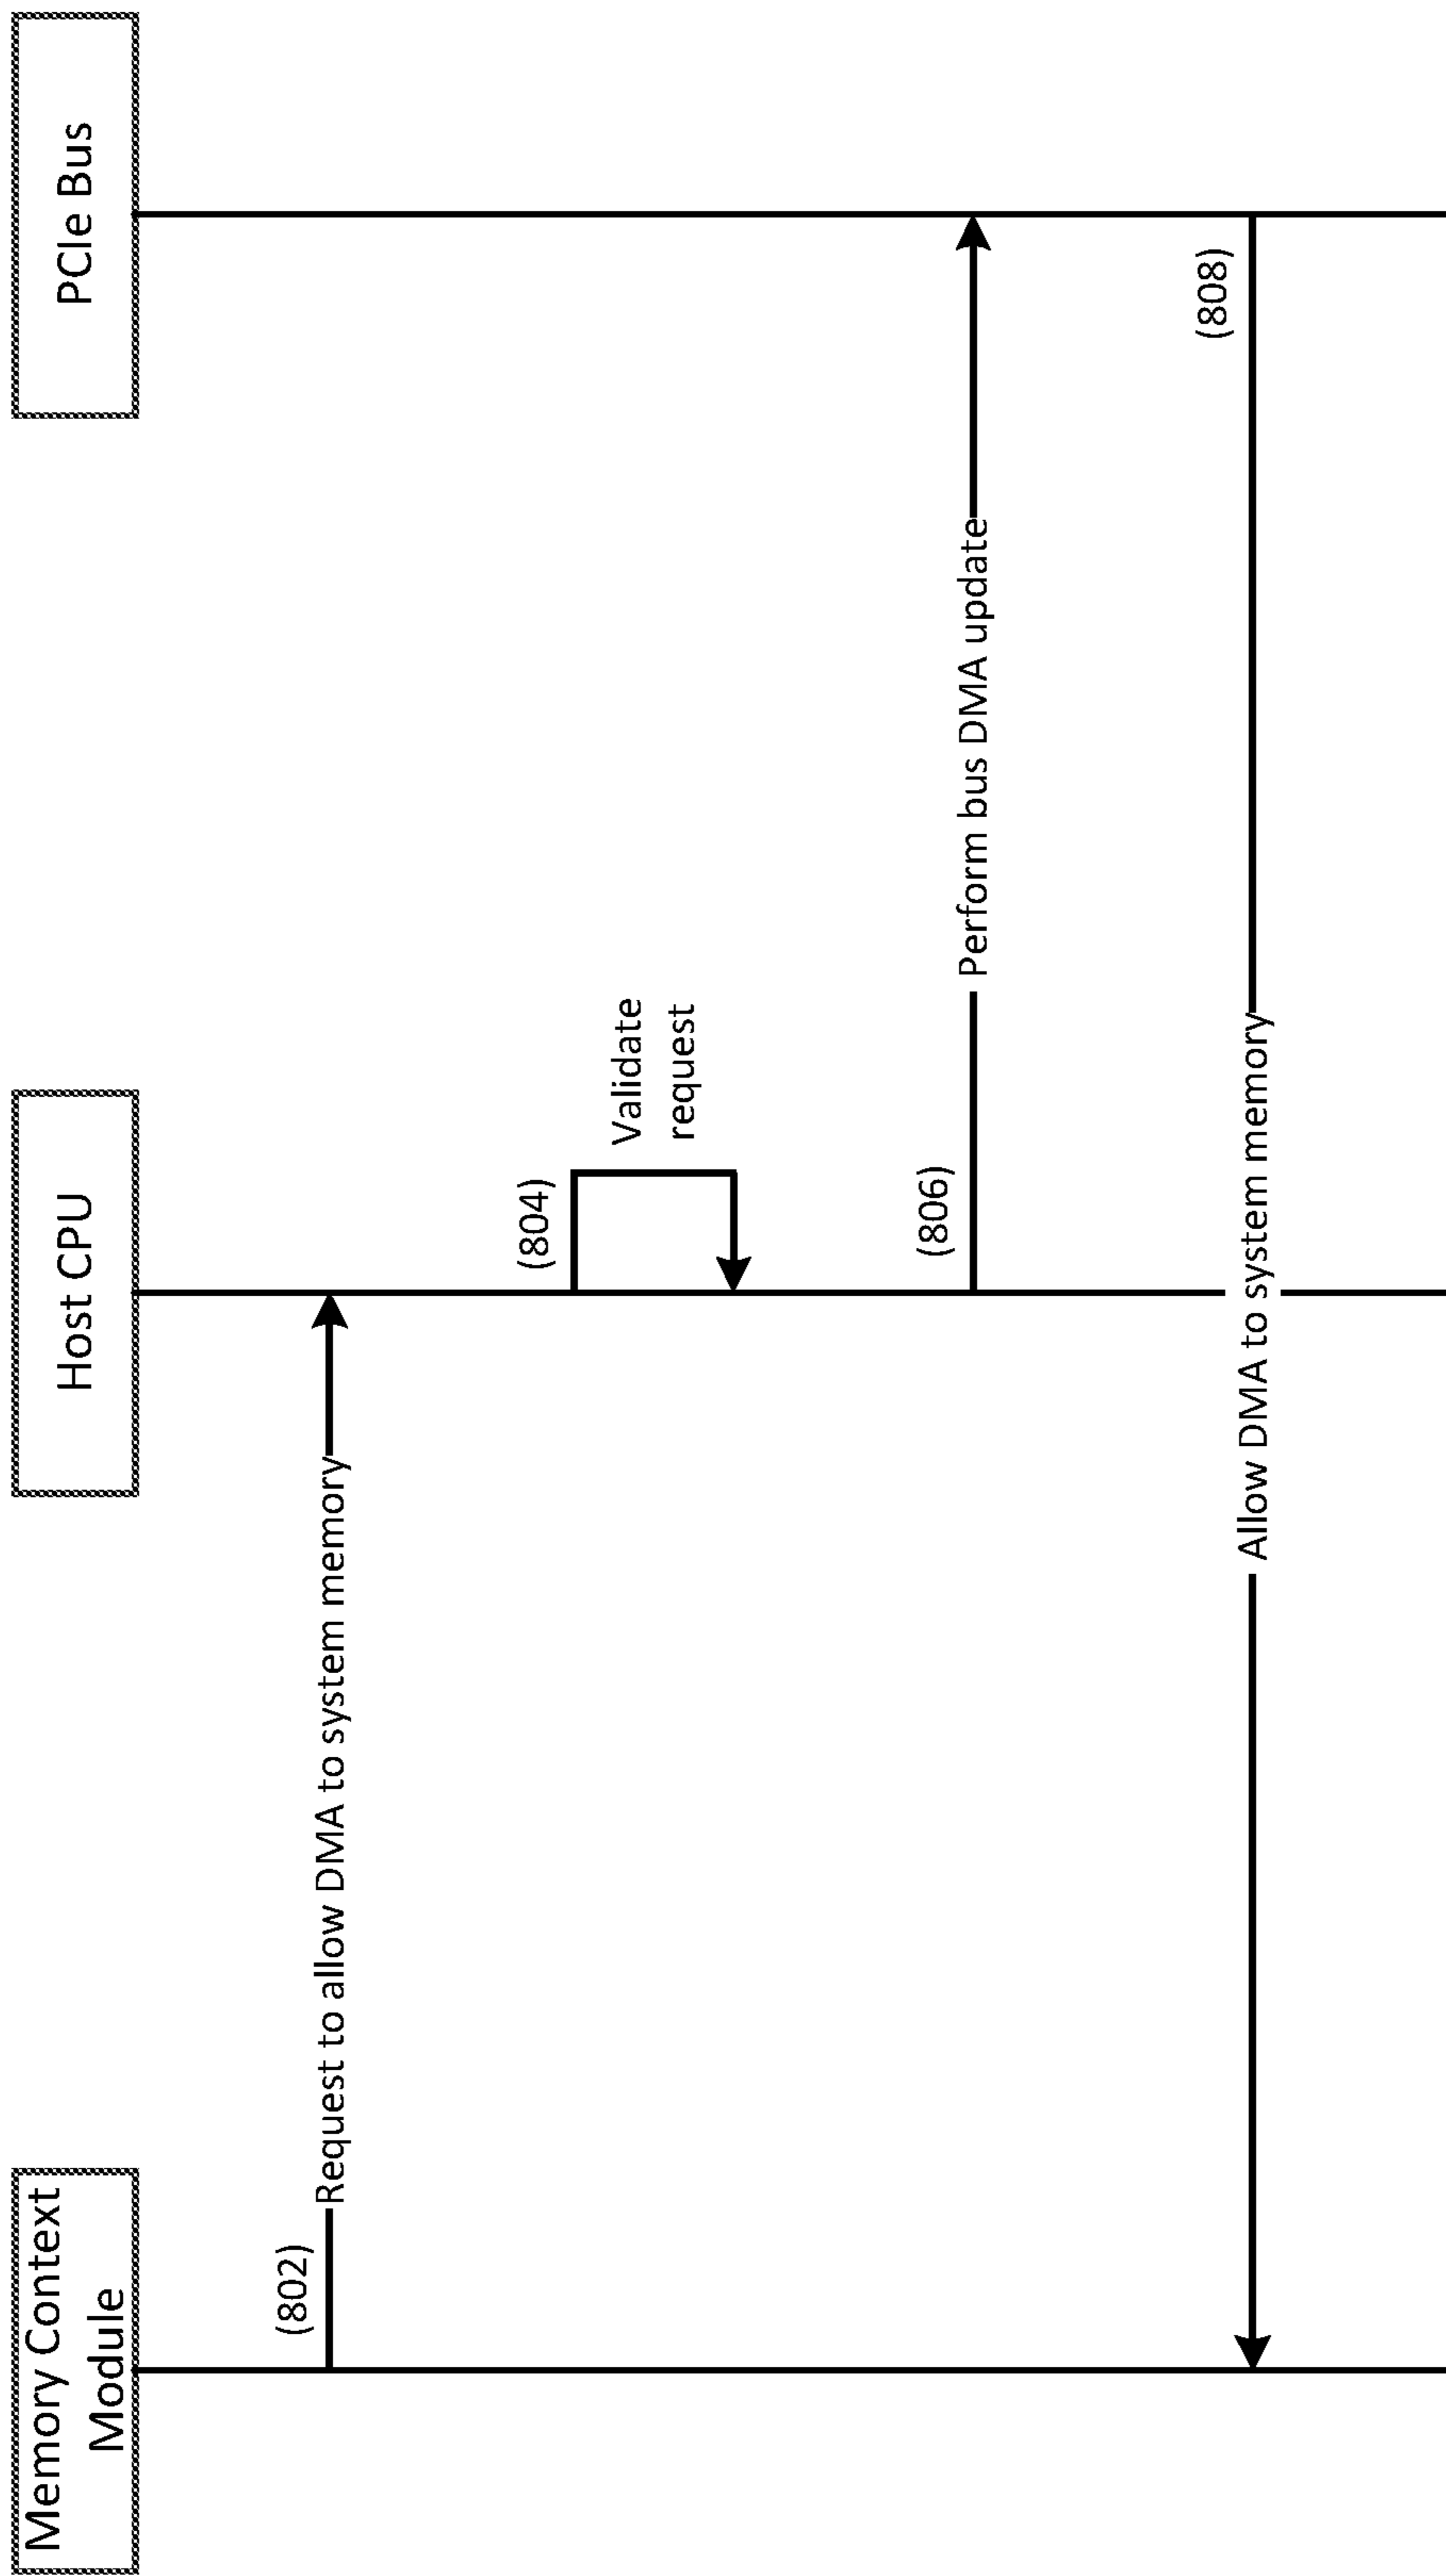 Memory Context
Module
Host CPU
PCIe Bus
(802)
Request to allow DMA to system memory
(804)
Validate
request
(806)
Perform bus DMA update
(808)
Allow DMA to system memory